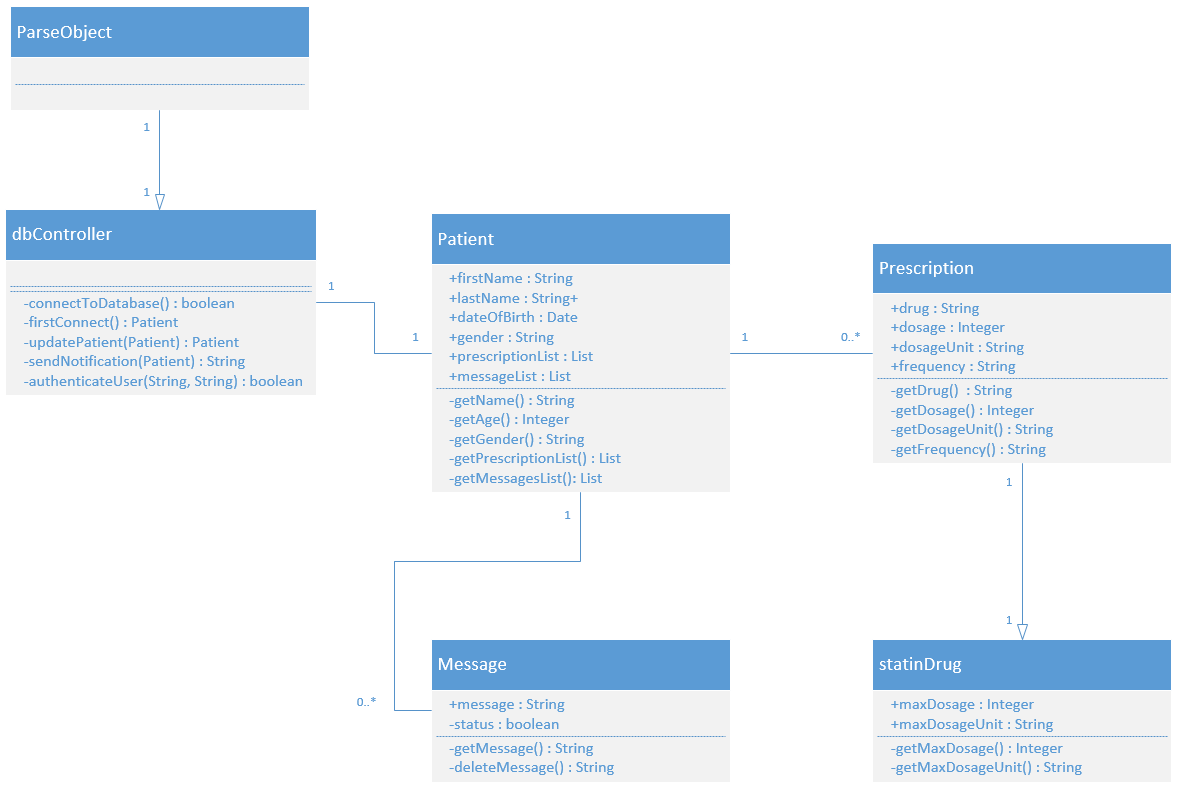 ParseObject
1
1
dbController
-connectToDatabase() : boolean
-firstConnect() : Patient
-updatePatient(Patient) : Patient
-sendNotification(Patient) : String
-authenticateUser(String, String) : boolean
1
1
Patient
+firstName : String
+lastName : String+
+dateOfBirth : Date
+gender : String
+prescriptionList : List
+messageList : List
-getName() : String
-getAge() : Integer
-getGender() : String
-getPrescriptionList() : List
-getMessagesList(): List
1
0..*
Prescription
+drug : String
+dosage : Integer
+dosageUnit : String
+frequency : String
-getDrug()  : String
-getDosage() : Integer
-getDosageUnit() : String
-getFrequency() : String
1
0..*
Message
+message : String
-status : boolean
-getMessage() : String
-deleteMessage() : String
1
1
statinDrug
+maxDosage : Integer
+maxDosageUnit : String
-getMaxDosage() : Integer
-getMaxDosageUnit() : String